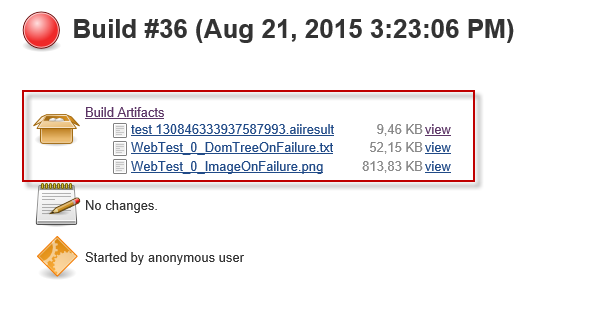 Build #36 (Aug 21, 2015 3:23:06 PM)
Build Artifacts
test 130846333937587993.aiiresult 9,46 KB view
WebTest_0_DomTreeOnFailure.txt 52,15 KB view
WebTest_0_ImageOnFailure.png 813,83 KB view
No changes.
Started by anonymous user